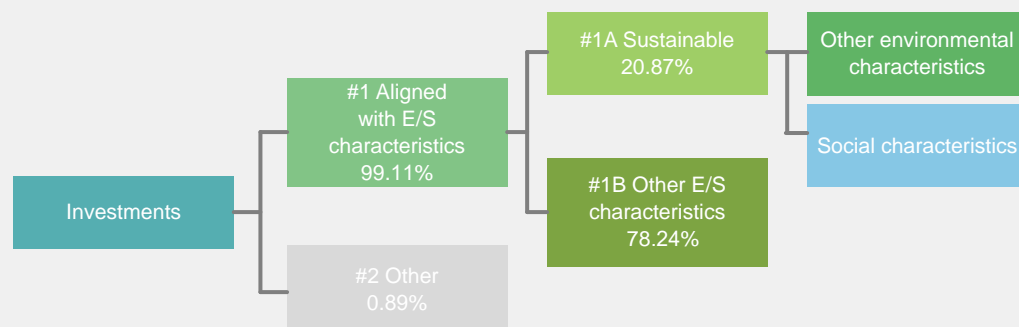 Investments
#1 Aligned
with E/S
characteristics
99.11%
#2 Other
0.89%
#1A Sustainable
20.87%
#1B Other E/S
characteristics
78.24%
Other environmental
characteristics
Social characteristics